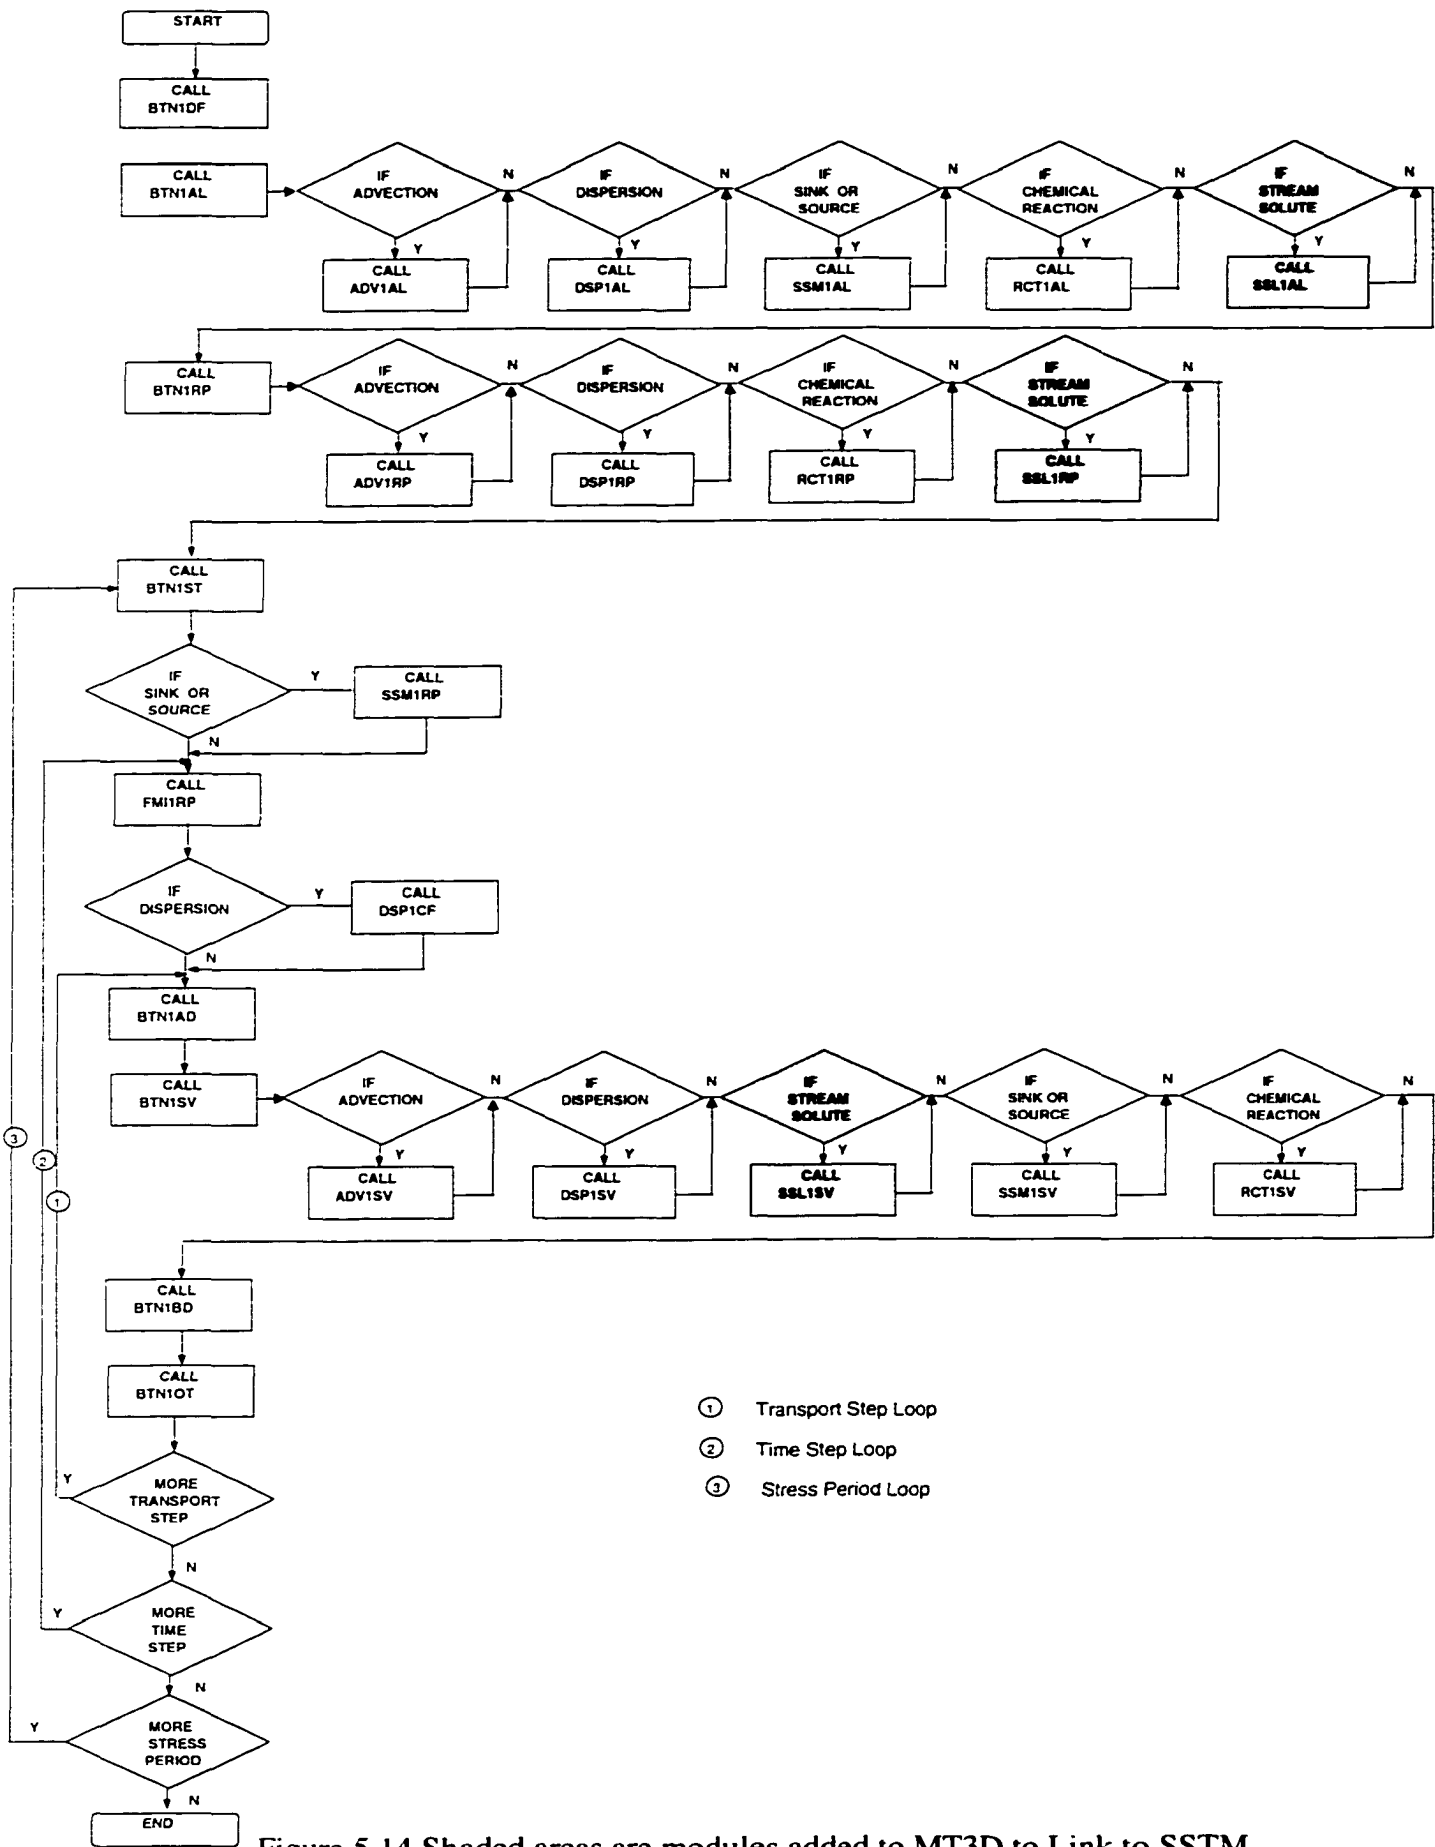 START
CALL
BTN1DF
CALL
BTN1AL
IF
ADVECTION
N
Y
CALL
ADV1AL
IF
DISPERSION
N
Y
CALL
DSP1AL
IF
SINK OR
SOURCE
N
Y
CALL
SSM1AL
IF
CHEMICAL
REACTION
N
Y
CALL
RCT1AL
IF
STREAM
SOLUTE
N
Y
CALL
SSL1AL
CALL
BTN1RP
IF
ADVECTION
N
Y
CALL
ADV1RP
IF
DISPERSION
N
Y
CALL
DSP1RP
IF
CHEMICAL
REACTION
N
Y
CALL
RCT1RP
IF
STREAM
SOLUTE
N
Y
CALL
SSL1RP
CALL
BTN1ST
IF
SINK OR
SOURCE
Y
CALL
SSM1RP
N
CALL
FMI1RP
IF
DISPERSION
Y
CALL
DSP1CF
N
CALL
BTN1AD
CALL
BTN1SV
IF
ADVECTION
N
Y
CALL
ADV1SV
IF
DISPERSION
N
Y
CALL
DSP1SV
IF
STREAM
SOLUTE
N
Y
CALL
SSL1SV
IF
SINK OR
SOURCE
N
Y
CALL
SSM1SV
IF
CHEMICAL
REACTION
N
Y
CALL
RCT1SV
3
2
1
CALL
BTN1BD
CALL
BTN1OT
1 Transport Step Loop
2 Time Step Loop
3 Stress Period Loop
MORE
TRANSPORT
STEP
Y
N
MORE
TIME
STEP
Y
N
MORE
STRESS
PERIOD
Y
N
END
Figure 5.14 Shaded areas are modules added to MT3D to Link to SSTM